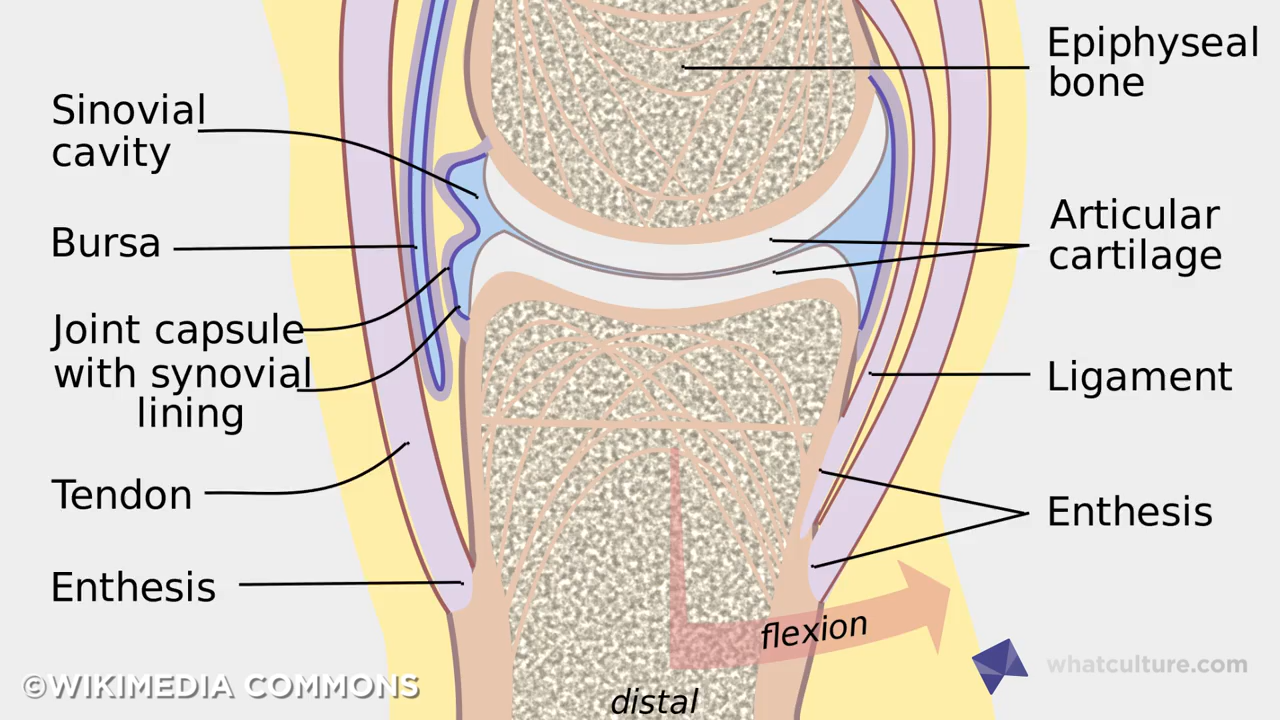 Sinovial
cavity
Bursa
Joint capsule
with synovial
lining
Tendon
Enthesis
Epiphyseal
bone
Articular
cartilage
Ligament
Enthesis
flexion
distal
©WIKIMEDIA COMMONS
whatculture.com